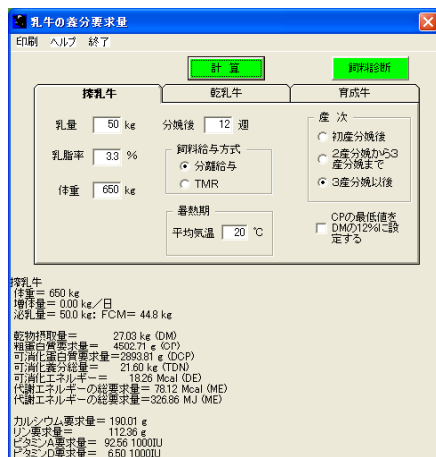 乳牛の養分要求量
印刷 ヘルプ 終了
計 算
飼料診断
搾乳牛
乾乳牛
育成牛
乳量 50 kg
乳脂率 3.3 %
体重 650 kg
分娩後 12 週
飼料給与方式
分離給与
TMR
暑熱期
平均気温 20 ℃
産 次
初産分娩後
2産分娩から3
産分娩まで
3産分娩以後
CPの最低値を
DMの12%に設
定する
搾乳牛
体重= 650 kg
増体量= 0.00 kg/日
泌乳量= 50.0 kg: FCM= 44.8 kg
乾物摂取量= 27.03 kg (DM)
粗蛋白質要求量= 4502.71 g (CP)
可消化蛋白質要求量=2893.81 g (DCP)
可消化養分総量= 21.60 kg (TDN)
可消化エネルギー= 18.26 Mcal (DE)
代謝エネルギーの総要求量= 78.12 Mcal (ME)
代謝エネルギーの総要求量=326.86 MJ (ME)
カルシウム要求量= 190.01 g
リン要求量= 112.36 g
ビタミンA要求量= 92.56 1000IU
ビタミンD要求量= 6.50 1000IU